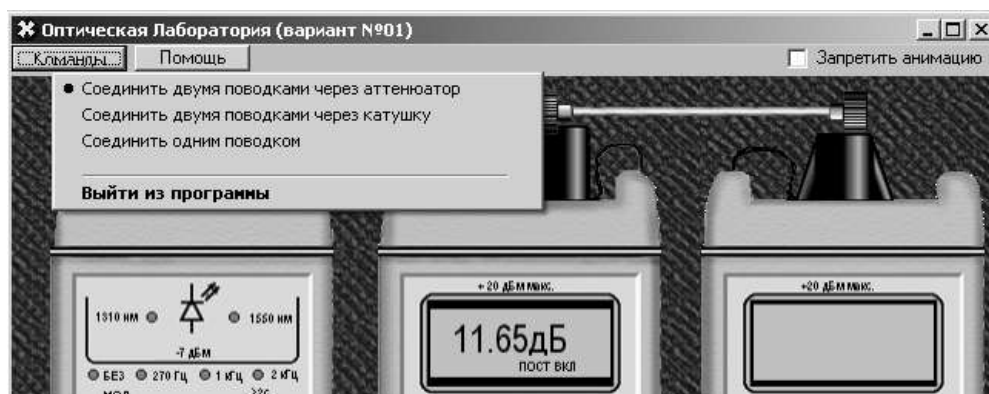 Оптическая Лаборатория (вариант №01)
Команды Помощь Запретить анимацию
Соединить двумя поводками через аттенюатор
Соединить двумя поводками через катушку
Соединить одним поводком
Выйти из программы
+20 дБм макс. +20 дБм макс.
1310 нм 1550 нм
-7 дБм
11.65дБ
пост вкл
БЕЗ 270 Гц 1 кГц 2 кГц
МОД